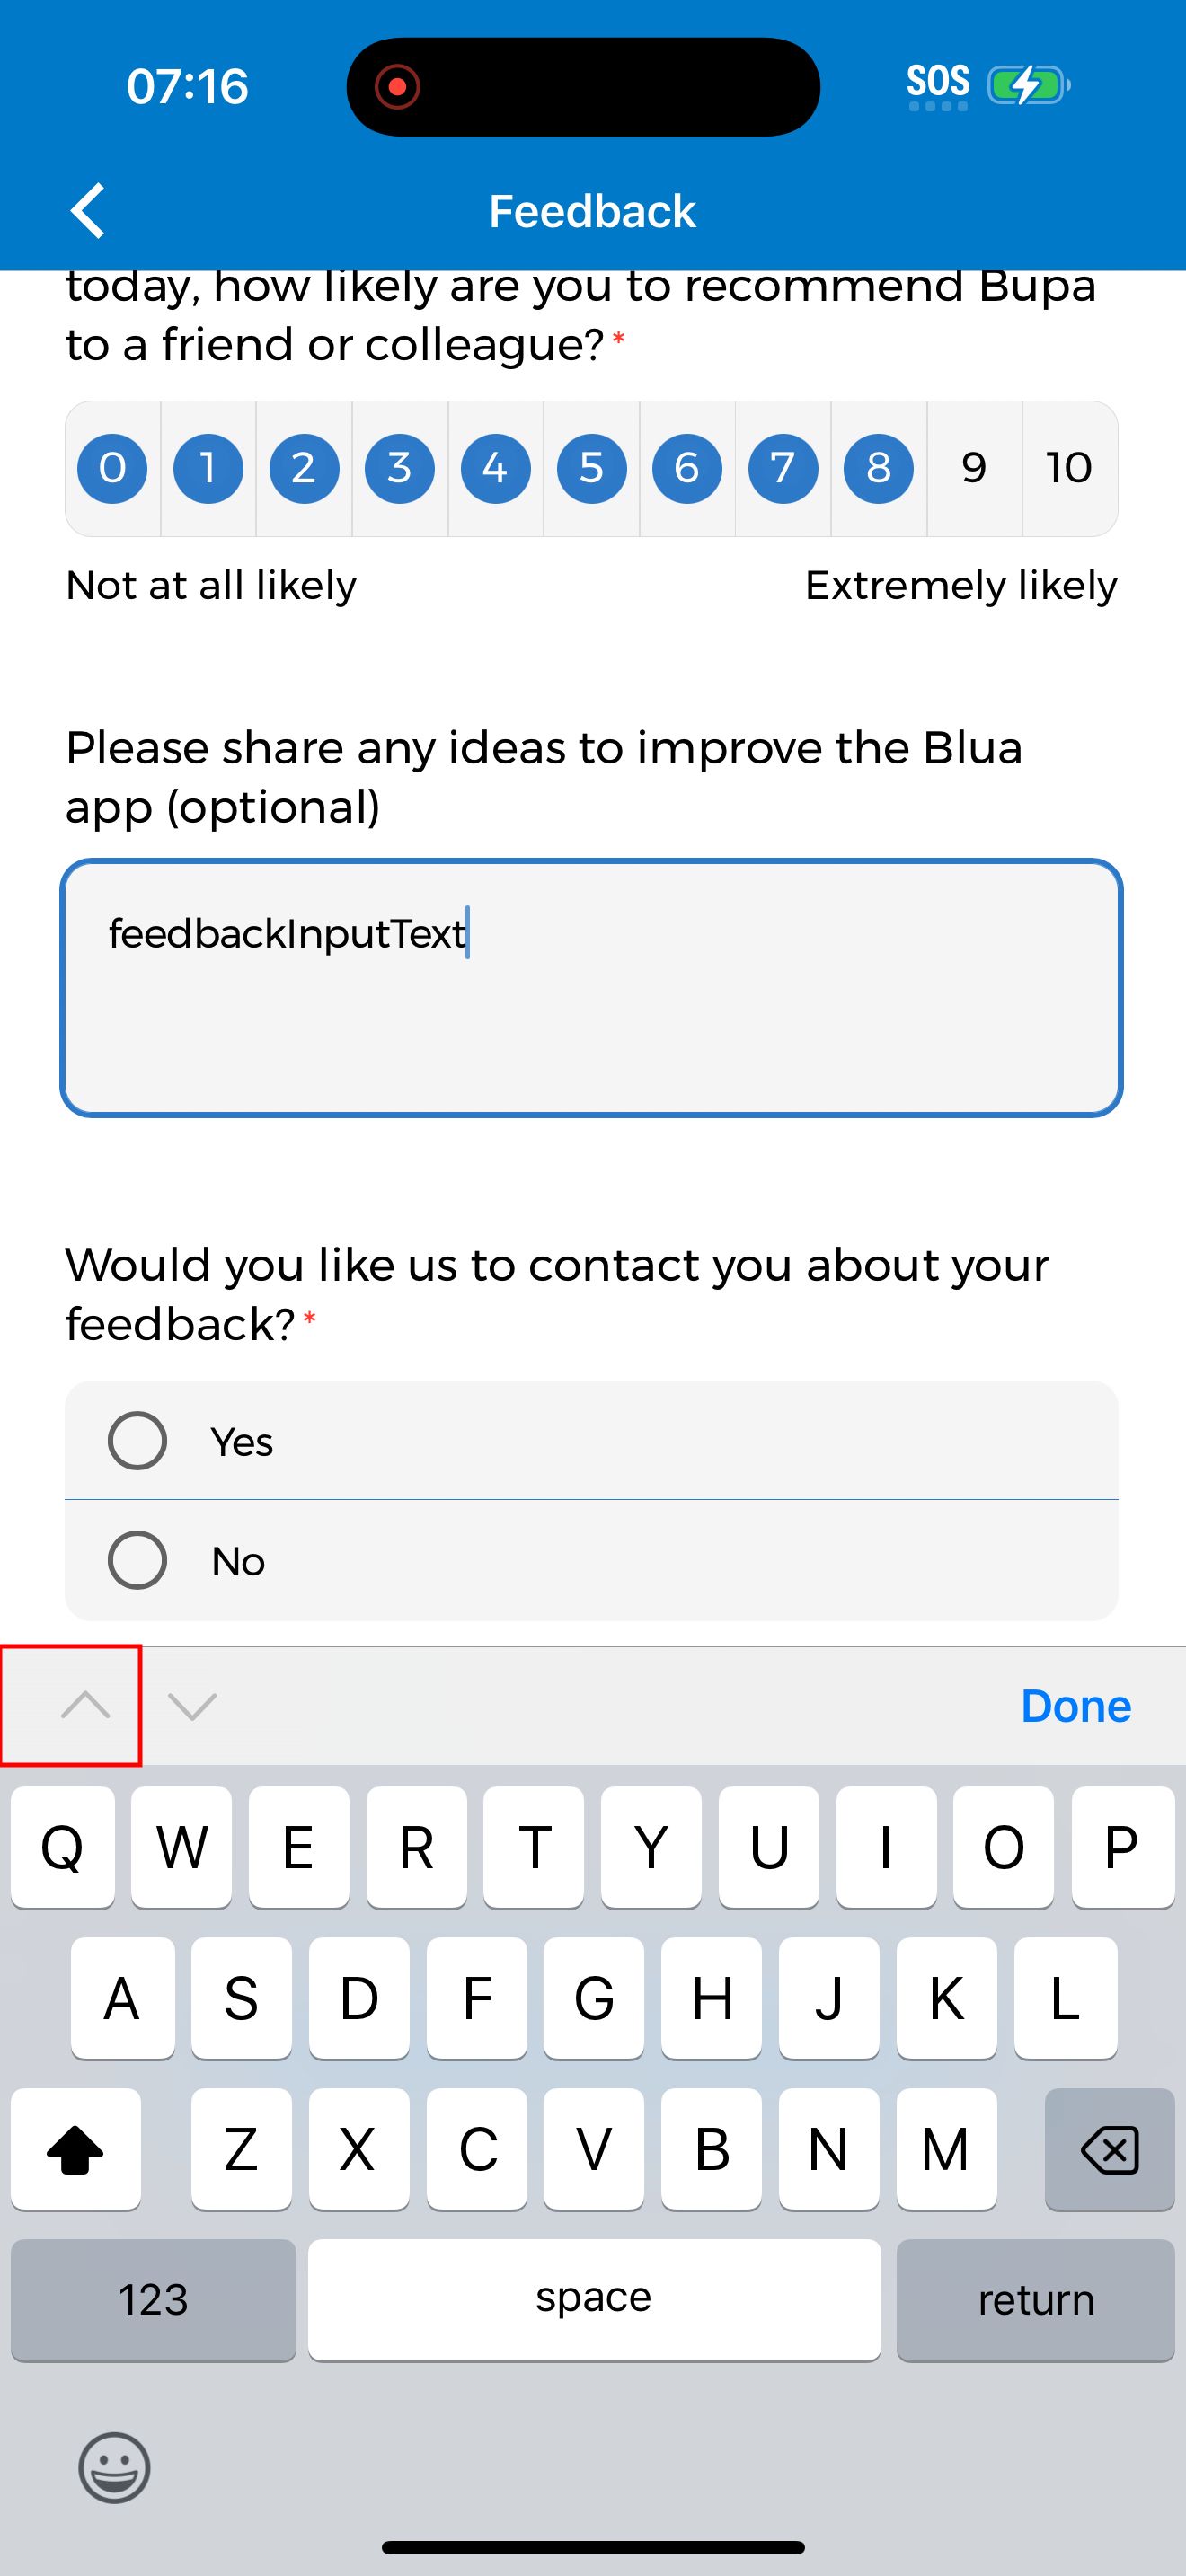 07:16
SOS
Feedback
today, how likely are you to recommend Bupa
to a friend or colleague? *
0 1 2 3 4 5 6 7 8 9 10
Not at all likely Extremely likely
Please share any ideas to improve the Blua
app (optional)
feedbackInputText
Would you like us to contact you about your
feedback? *
Yes
No
Done
Q W E R T Y U I O P
A S D F G H J K L
Z X C V B N M
123 space return